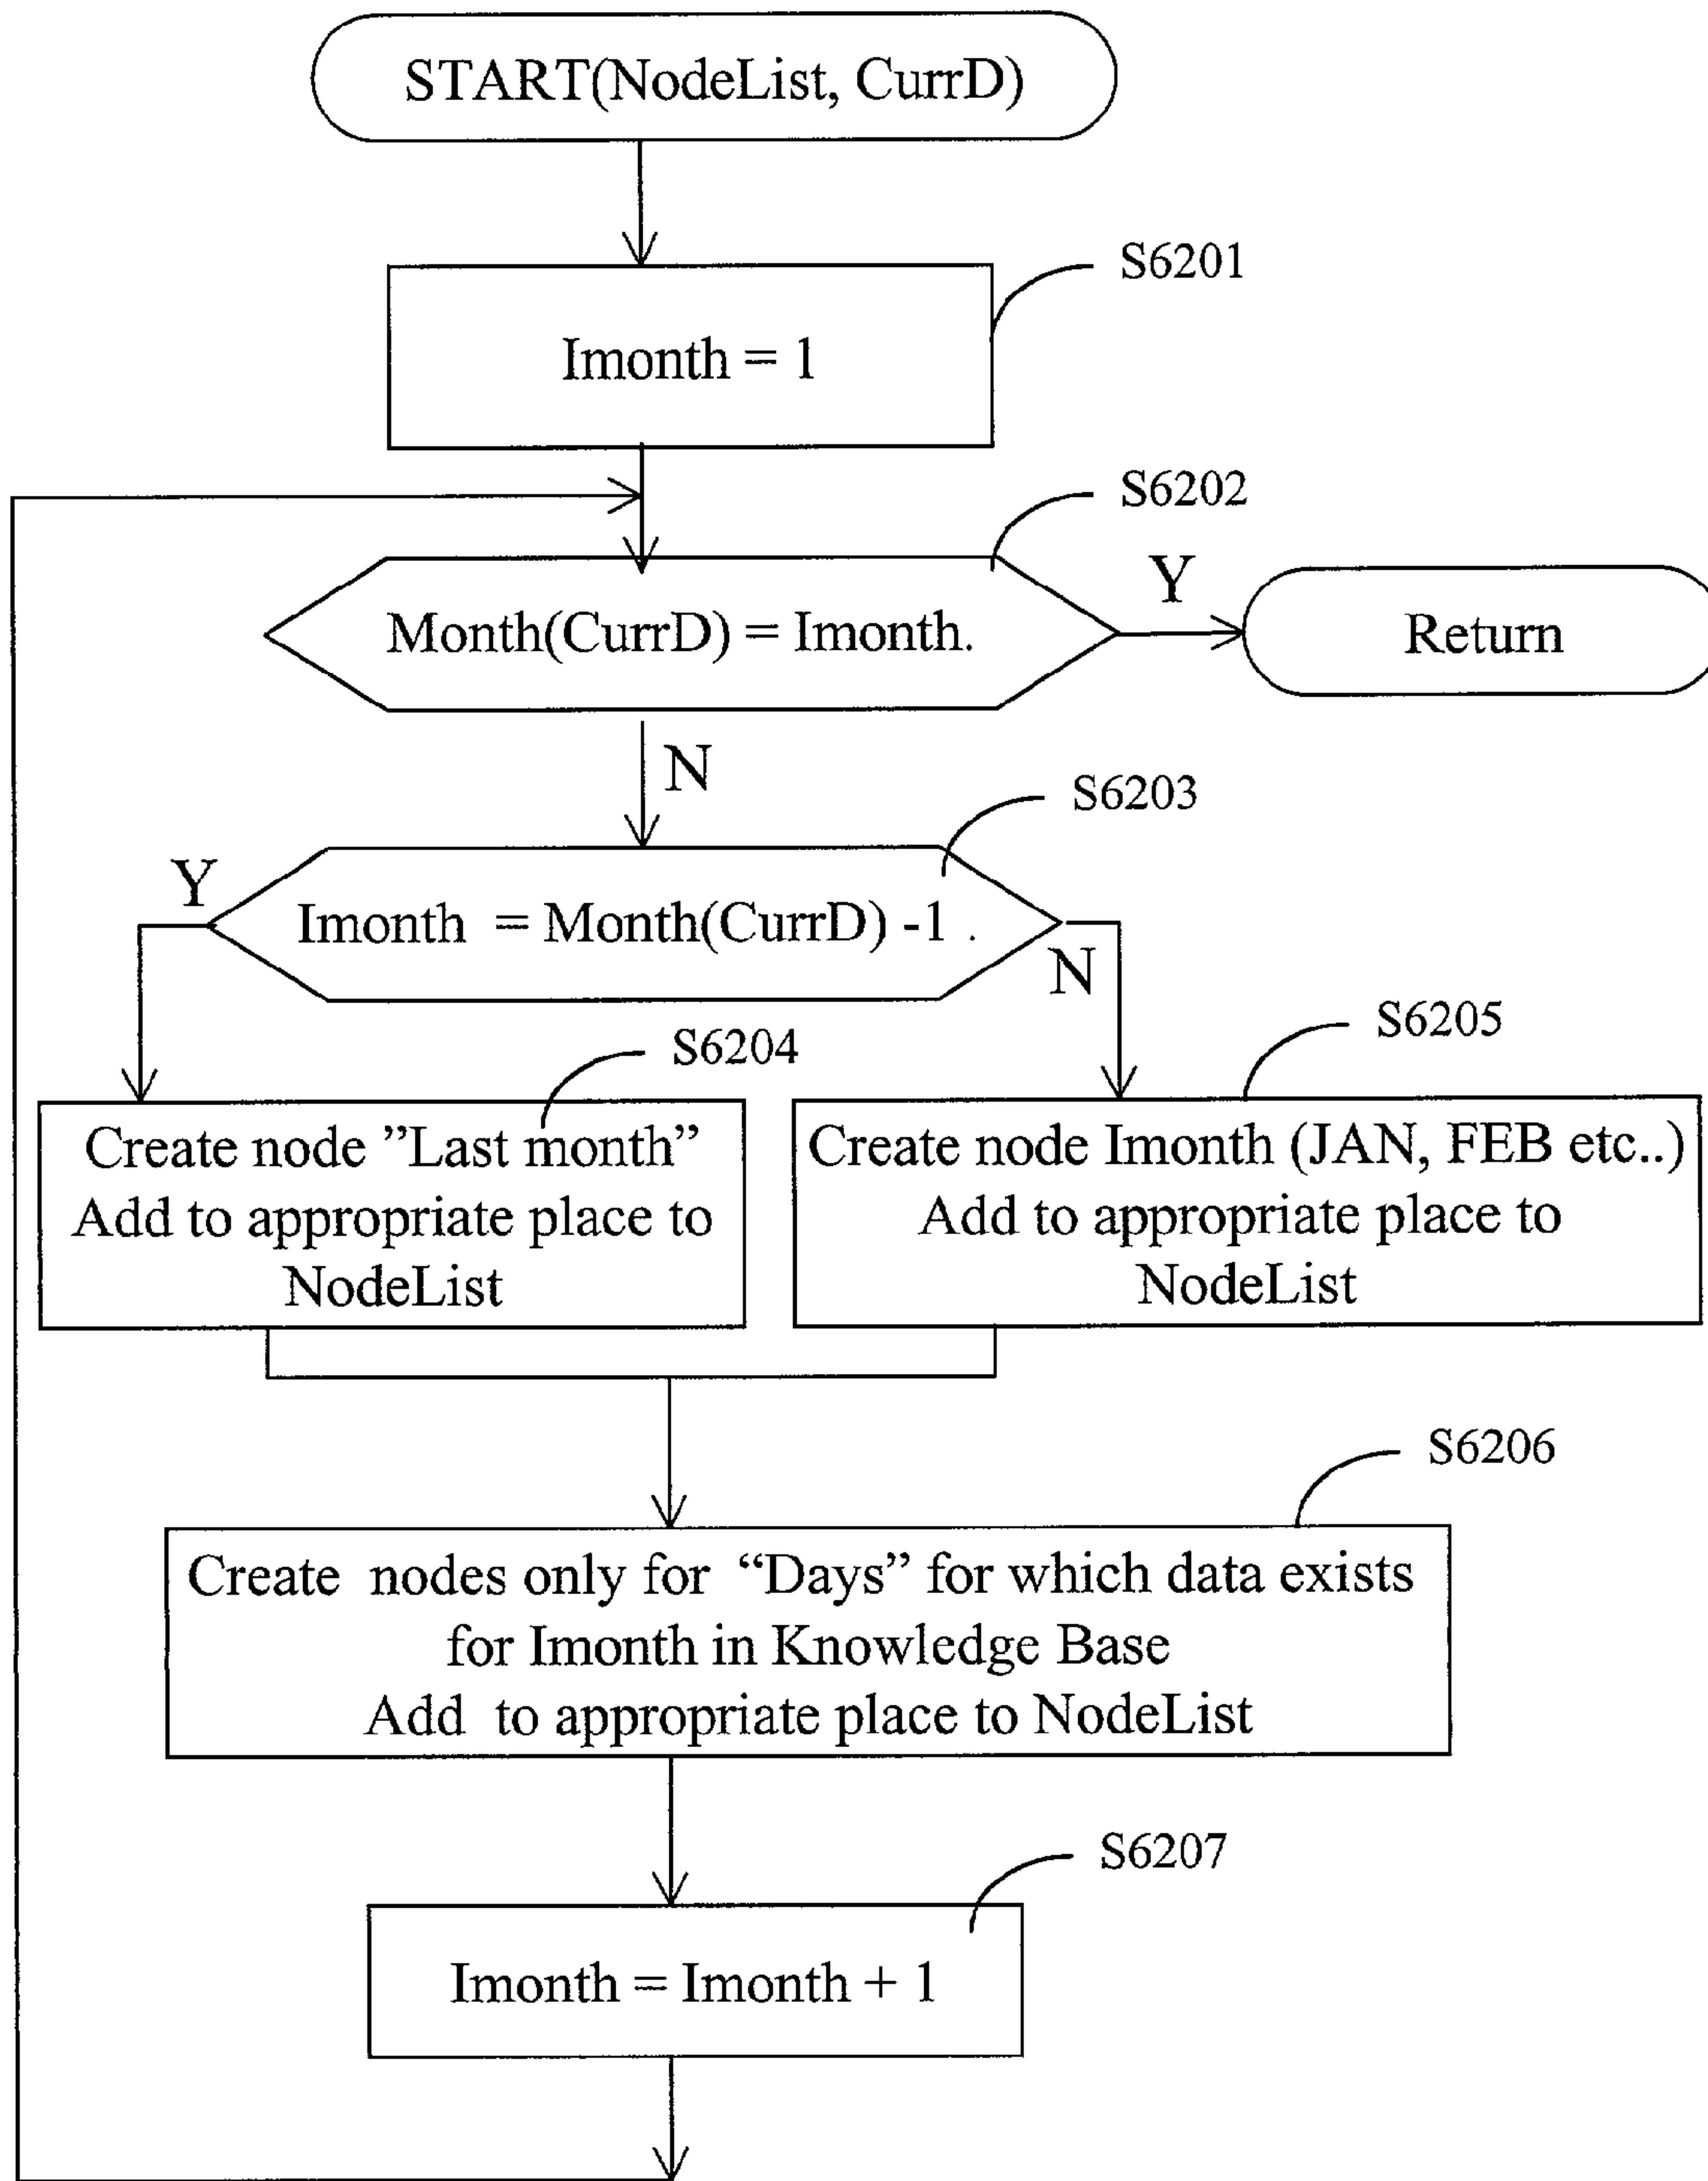 START(NodeList, CurrD)
S6201
Imonth = 1
S6202
Month(CurrD) = Imonth.
Y
Return
N
S6203
Y
Imonth  = Month(CurrD) -1 .
N
S6204
S6205
Create node ”Last month”
Add to appropriate place to
NodeList
Create node Imonth (JAN, FEB etc..)
Add to appropriate place to
NodeList
S6206
Create  nodes only for  “Days” for which data exists
for Imonth in Knowledge Base
Add  to appropriate place to NodeList
S6207
Imonth = Imonth + 1